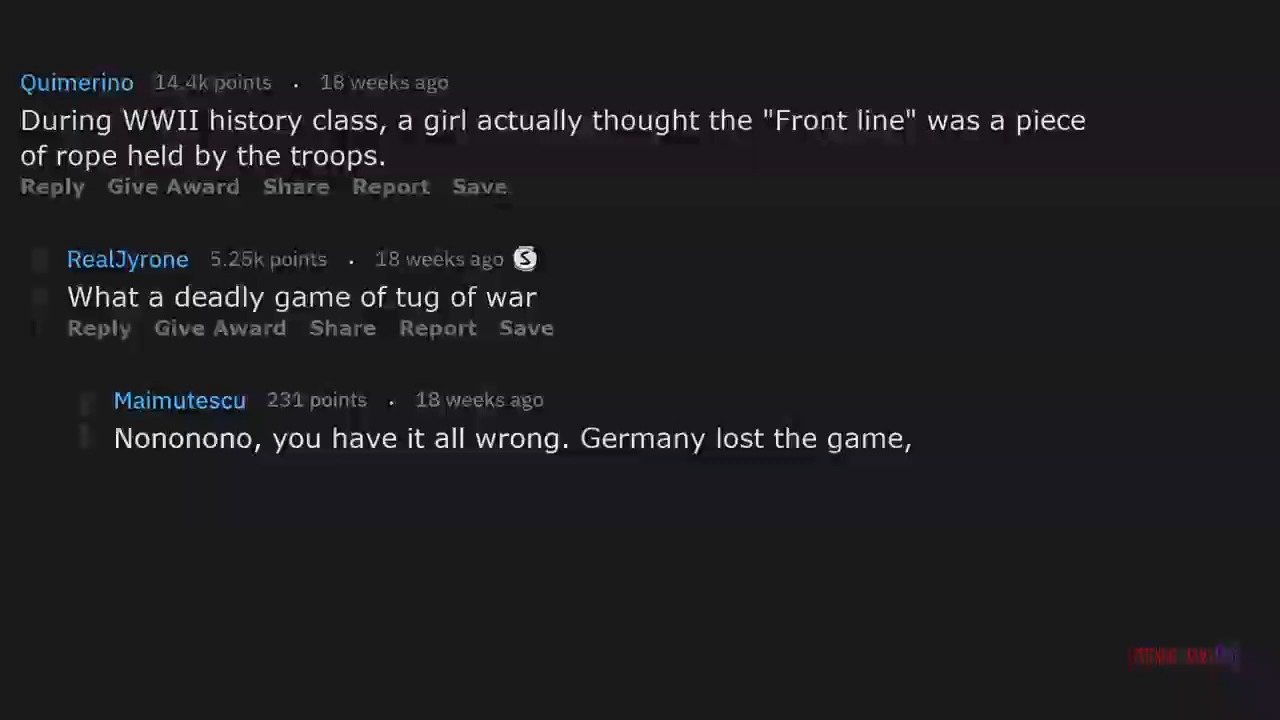 Quimerino 14.4k points . 18 weeks ago
During WWII history class, a girl actually thought the "Front line" was a piece
of rope held by the troops.
Reply Give Award Share Report Save
RealJyrone 5.25k points . 18 weeks ago S
What a deadly game of tug of war
Reply Give Award Share Report Save
Maimutescu 231 points . 18 weeks ago
Nononono, you have it all wrong. Germany lost the game,